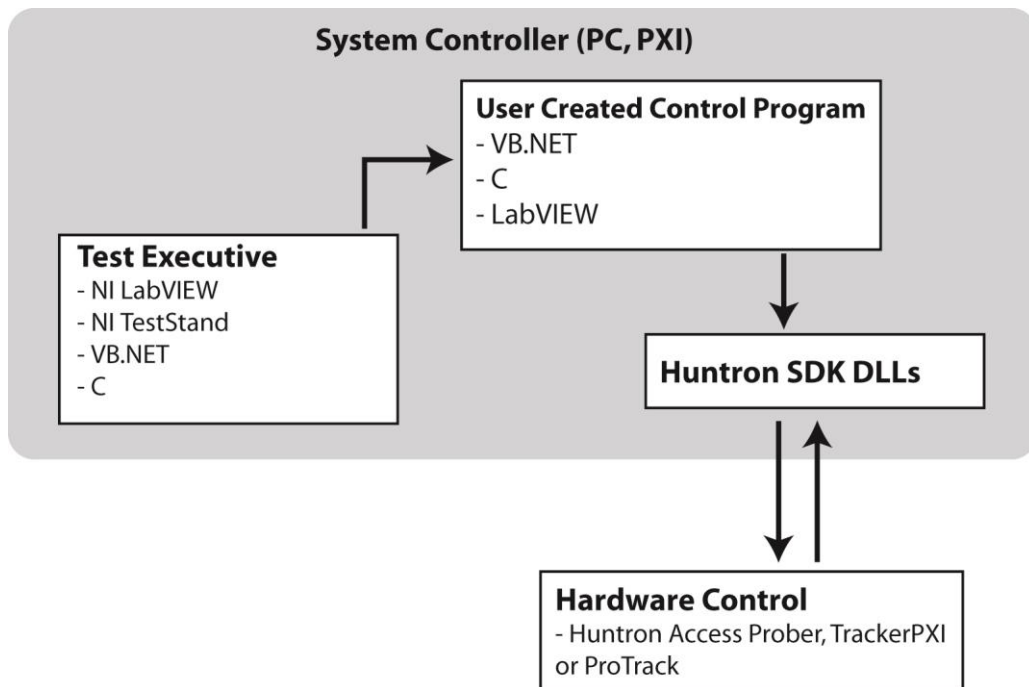 System Controller (PC, PXI)
User Created Control Program
- VB.NET
- C
- LabVIEW
Test Executive
- NI LabVIEW
- NI TestStand
- VB.NET
- C
Huntron SDK DLLs
Hardware Control
- Huntron Access Prober, TrackerPXI
or ProTrack